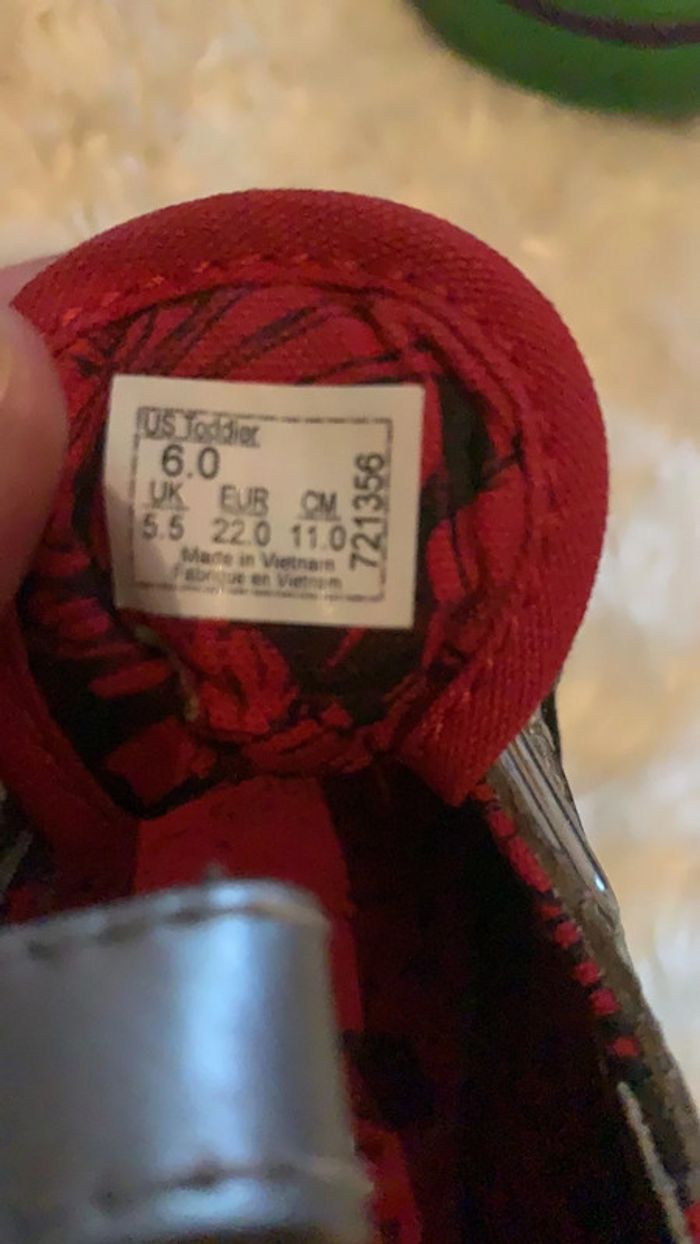 US Toddler
6.0
UK EUR CM
5.5 22.0 11.0
Made in Vietnam
Fabriqué en Vietnam
721356